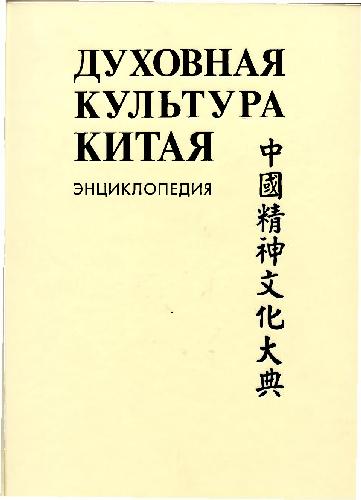 ДУХОВНАЯ
КУЛЬТУРА
КИТАЯ
ЭНЦИКЛОПЕДИЯ
中國精神文化大典